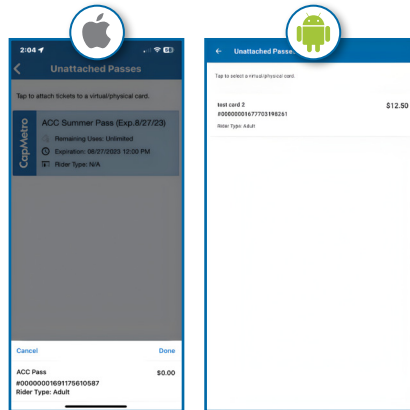 2:04
Unattached Passes
Tap to attach tickets to a virtual/physical card.
CapMetro
ACC Summer Pass (Exp.8/27/23)
Remaining Uses: Unlimited
Expiration: 08/27/2023 12:00 PM
Rider Type: N/A
Cancel
Done
ACC Pass
$0.00
#00000001691175610587
Rider Type: Adult
Unattached Passe
Tap to select a virtual/physical card.
test card 2
$12.50
#00000001677703198261
Rider Type: Adult